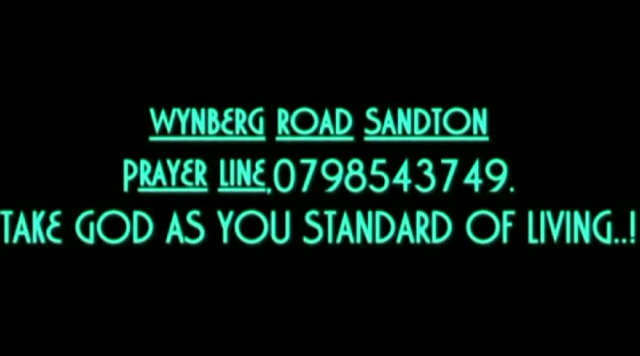 WYNBERG ROAD SANDTON
PRAYER LINE,0798543749.
TAKE GOD AS YOU STANDARD OF LIVING..!